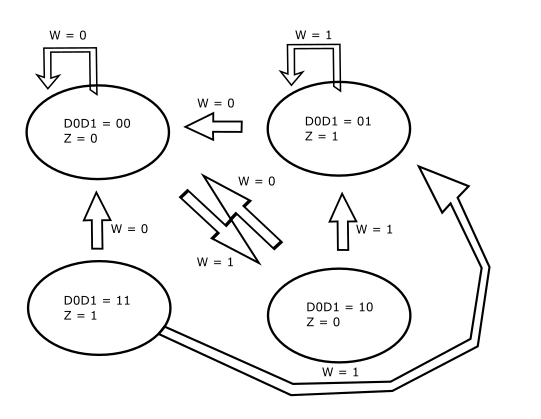 W = 0
W = 1
D0D1 = 00
Z = 0
W = 0
D0D1 = 01
Z = 1
W = 0
W = 0
W = 1
W = 1
D0D1 = 11
Z = 1
D0D1 = 10
Z = 0
W = 1